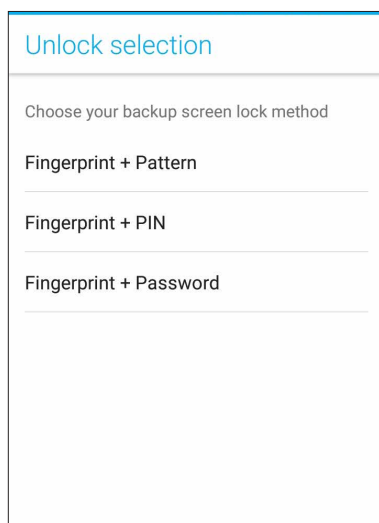 Unlock selection
Choose your backup screen lock method
Fingerprint + Pattern
Fingerprint + PIN
Fingerprint + Password